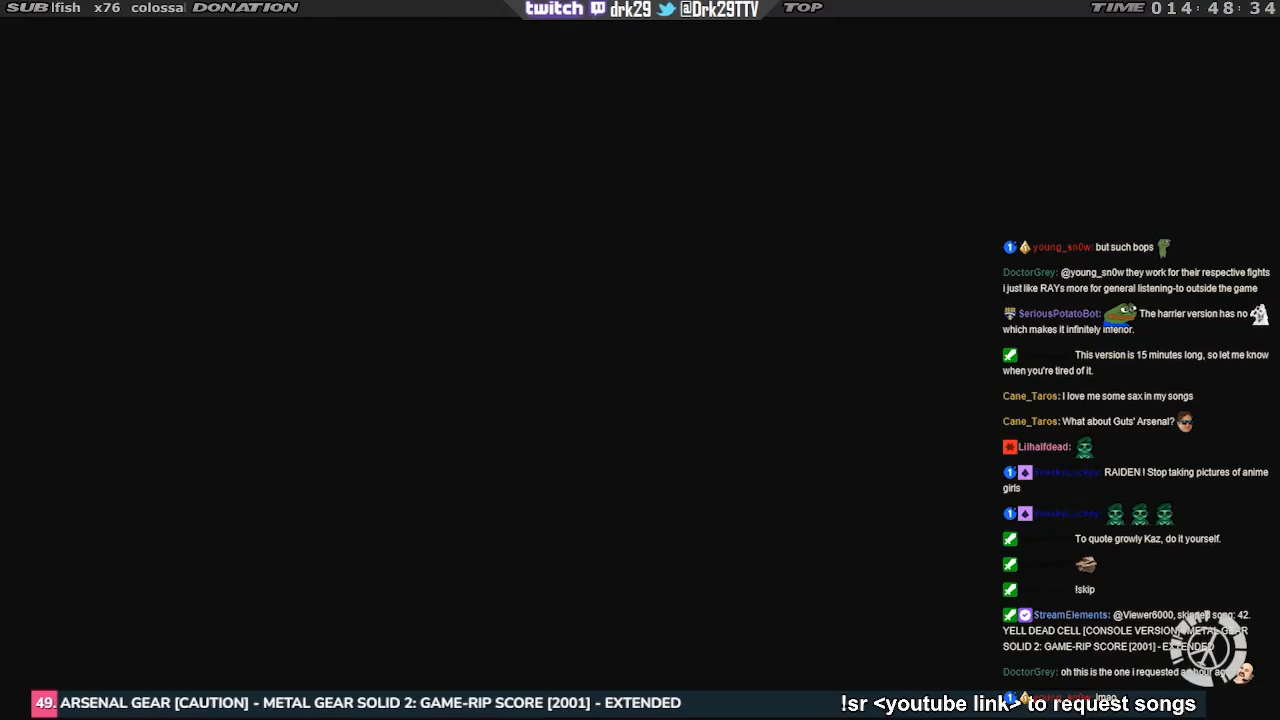 SUB lfish x76 colossa DONATION twitch drk29 @Drk29TTV TOP TIME 014:48:34
young_sn0w: but such bops
DoctorGrey: @young_sn0w they work for their respective fights
i just like RAYs more for general listening-to outside the game
SeriousPotatoBot: The harrier version has no
which makes it infinitely inferior.
This version is 15 minutes long, so let me know
when you're tired of it.
Cane_Taros: I love me some sax in my songs
Cane_Taros: What about Guts' Arsenal?
Lilhalfdead:
RAIDEN ! Stop taking pictures of anime
girls
To quote growly Kaz, do it yourself.
!skip
StreamElements: @Viewer6000, skipped song: 42.
YELL DEAD CELL [CONSOLE VERSION] - METAL GEAR
SOLID 2: GAME-RIP SCORE [2001] - EXTENDED
DoctorGrey: oh this is the one i requested an hour ago
young_sn0w: lmao
49. ARSENAL GEAR [CAUTION] - METAL GEAR SOLID 2: GAME-RIP SCORE [2001] - EXTENDED
!sr <youtube link> to request songs